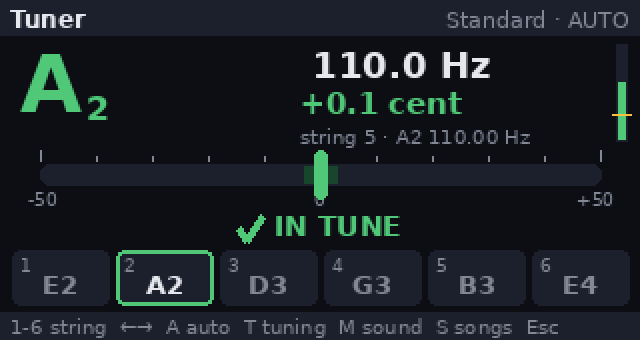 Tuner
Standard · AUTO
A2
110.0 Hz
+0.1 cent
string 5 · A2 110.00 Hz
-50 0 +50
IN TUNE
1 E2
2 A2
3 D3
4 G3
5 B3
6 E4
1-6 string ←→ A auto T tuning M sound S songs Esc